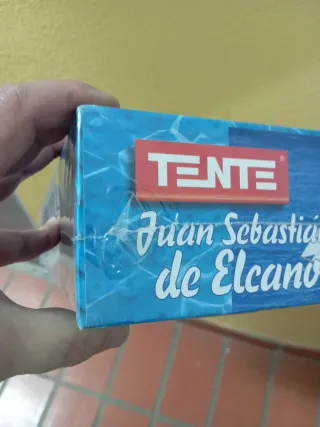 TENTE®
Juan Sebastiá
de Elcano